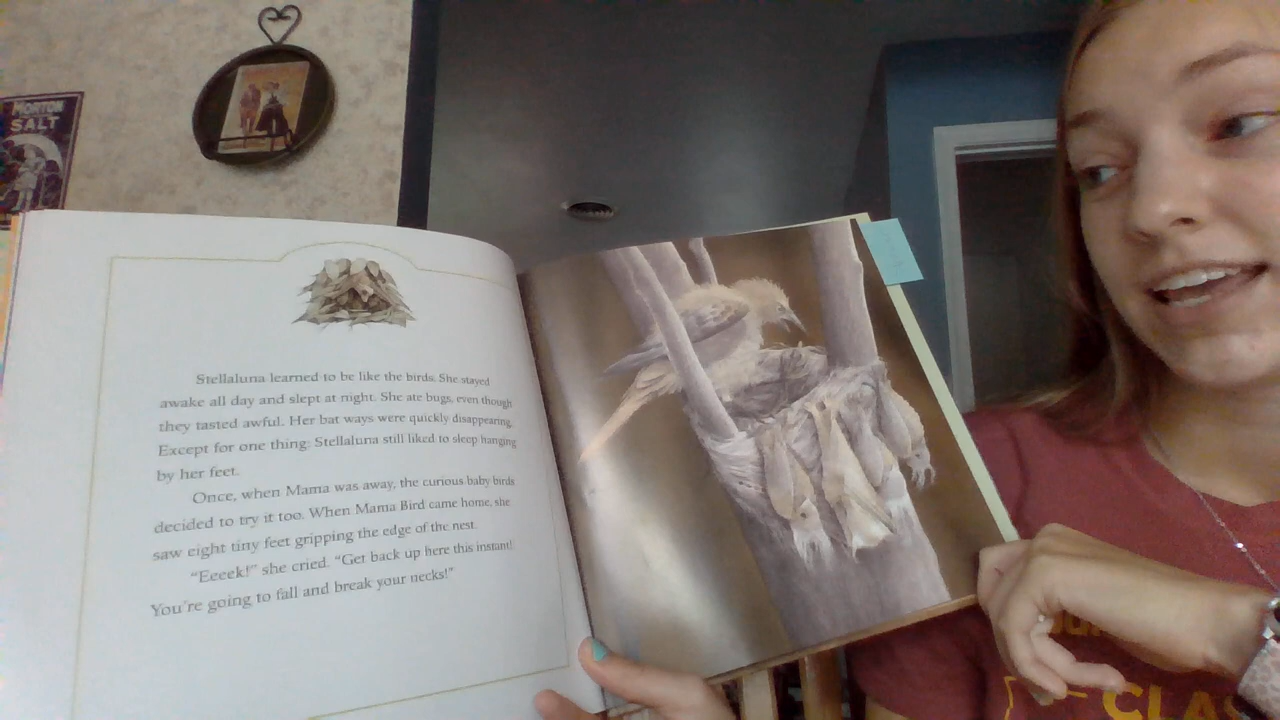 MORTON
SALT
Stellaluna learned to be like the birds. She stayed
awake all day and slept at night. She ate bugs, even though
they tasted awful. Her bat ways were quickly disappearing.
Except for one thing: Stellaluna still liked to sleep hanging
by her feet.
Once, when Mama was away, the curious baby birds
decided to try it too. When Mama Bird came home, she
saw eight tiny feet gripping the edge of the nest.
"Eeeek!" she cried. "Get back up here this instant!
You're going to fall and break your necks!"
CLA